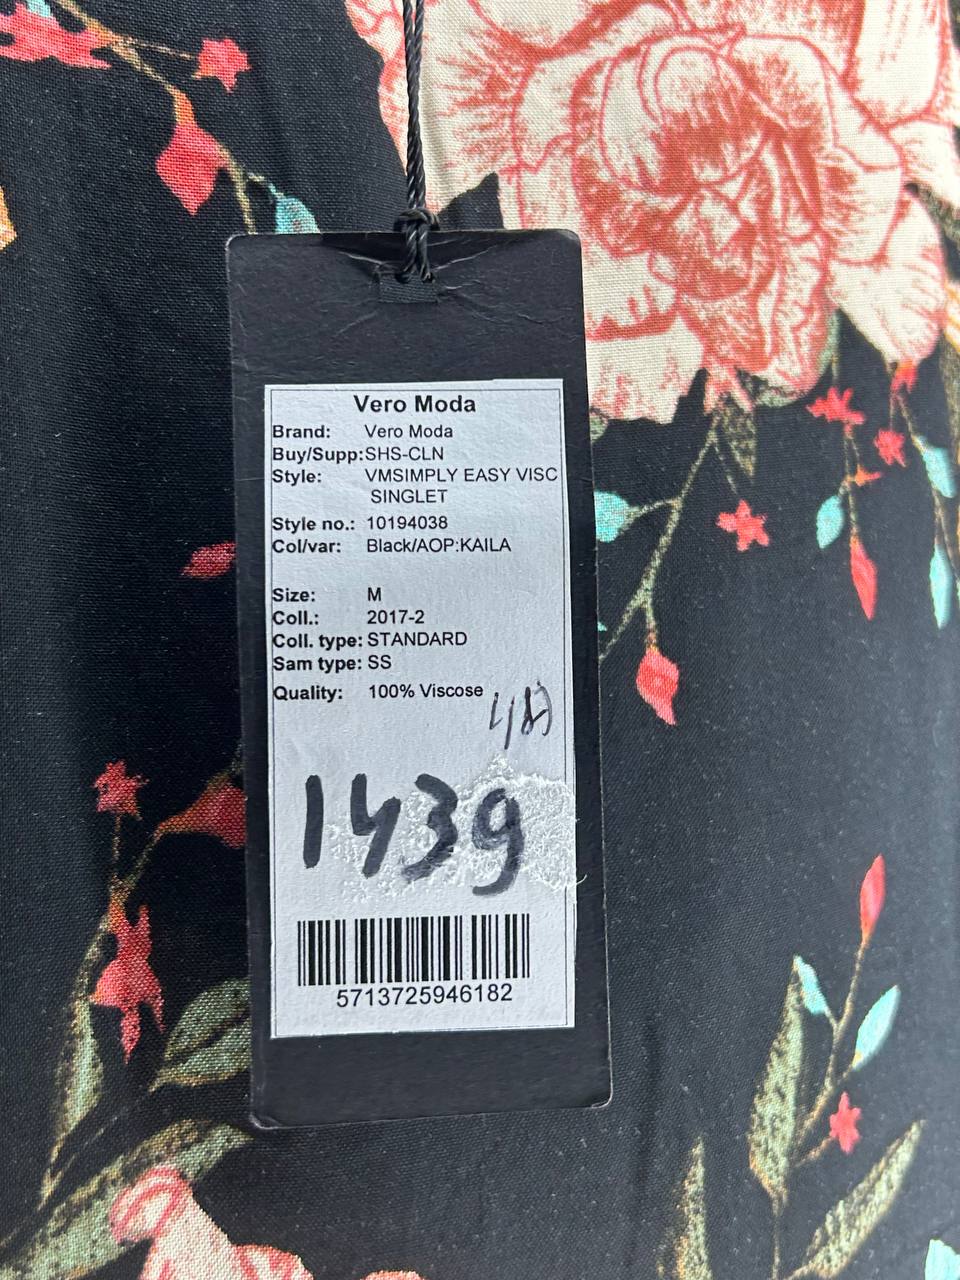 Vero Moda
Brand: Vero Moda
Buy/Supp:SHS-CLN
Style: VMSIMPLY EASY VISC
SINGLET
Style no.: 10194038
Col/var: Black/AOP:KAILA
Size: M
Coll.: 2017-2
Coll. type: STANDARD
Sam type: SS
Quality: 100% Viscose
1439
5713725946182